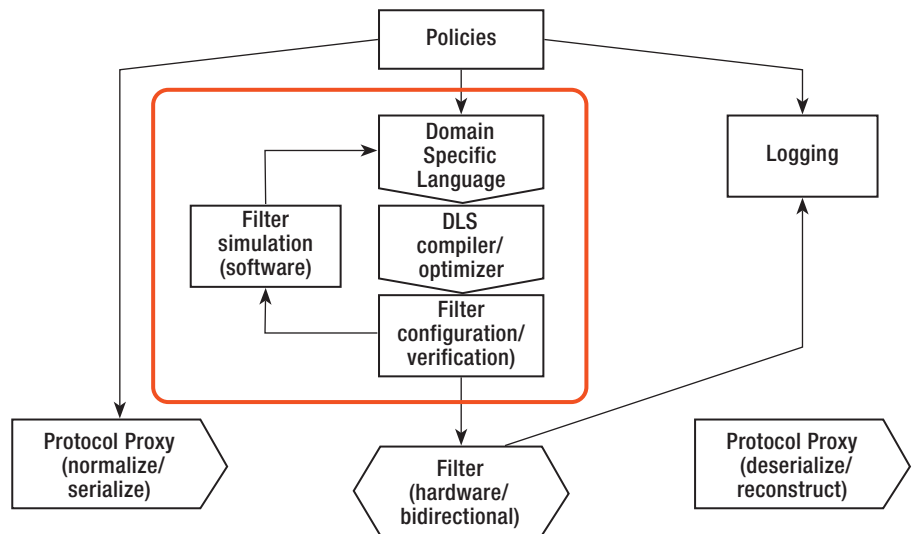 Policies
Domain
Specific
Language
Logging
Filter
simulation
(software)
DLS
compiler/
optimizer
Filter
configuration/
verification)
Protocol Proxy
(normalize/
serialize)
Filter
(hardware/
bidirectional)
Protocol Proxy
(deserialize/
reconstruct)